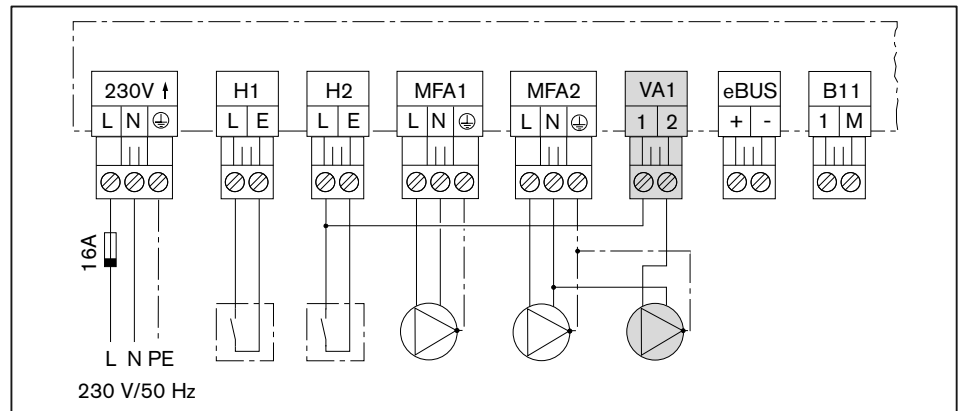 230V H1 H2 MFA1 MFA2 VA1 eBUS B11
L N L E L E L N L N 1 2 + - 1 M
16A
L N PE
230 V/50 Hz